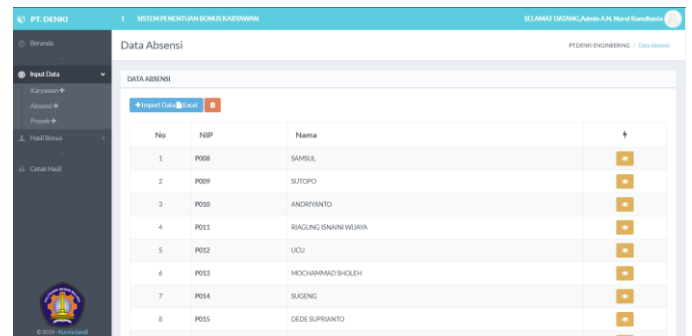 PT. DENKI
SISTEM PENENTUAN BONUS KARYAWAN
SELAMAT DATANG,Admin A.N. Nurul Ramdhania
Beranda
Data Absensi
PT.DENKI ENGINEERING / Data Absensi
Input Data
Karyawan
Absensi
Proyek
Hasil Bonus
Cetak Hasil
DATA ABSENSI
Import Data Excel
No NIP Nama
1 P008 SAMSUL
2 P009 SUTOPO
3 P010 ANDRIYANTO
4 P011 RIAGUNG ISNAINI WIJAYA
5 P012 UCU
6 P013 MOCHAMMAD SHOLEH
7 P014 SUGENG
8 P015 DEDE SUPRIANTO
© 2019 -